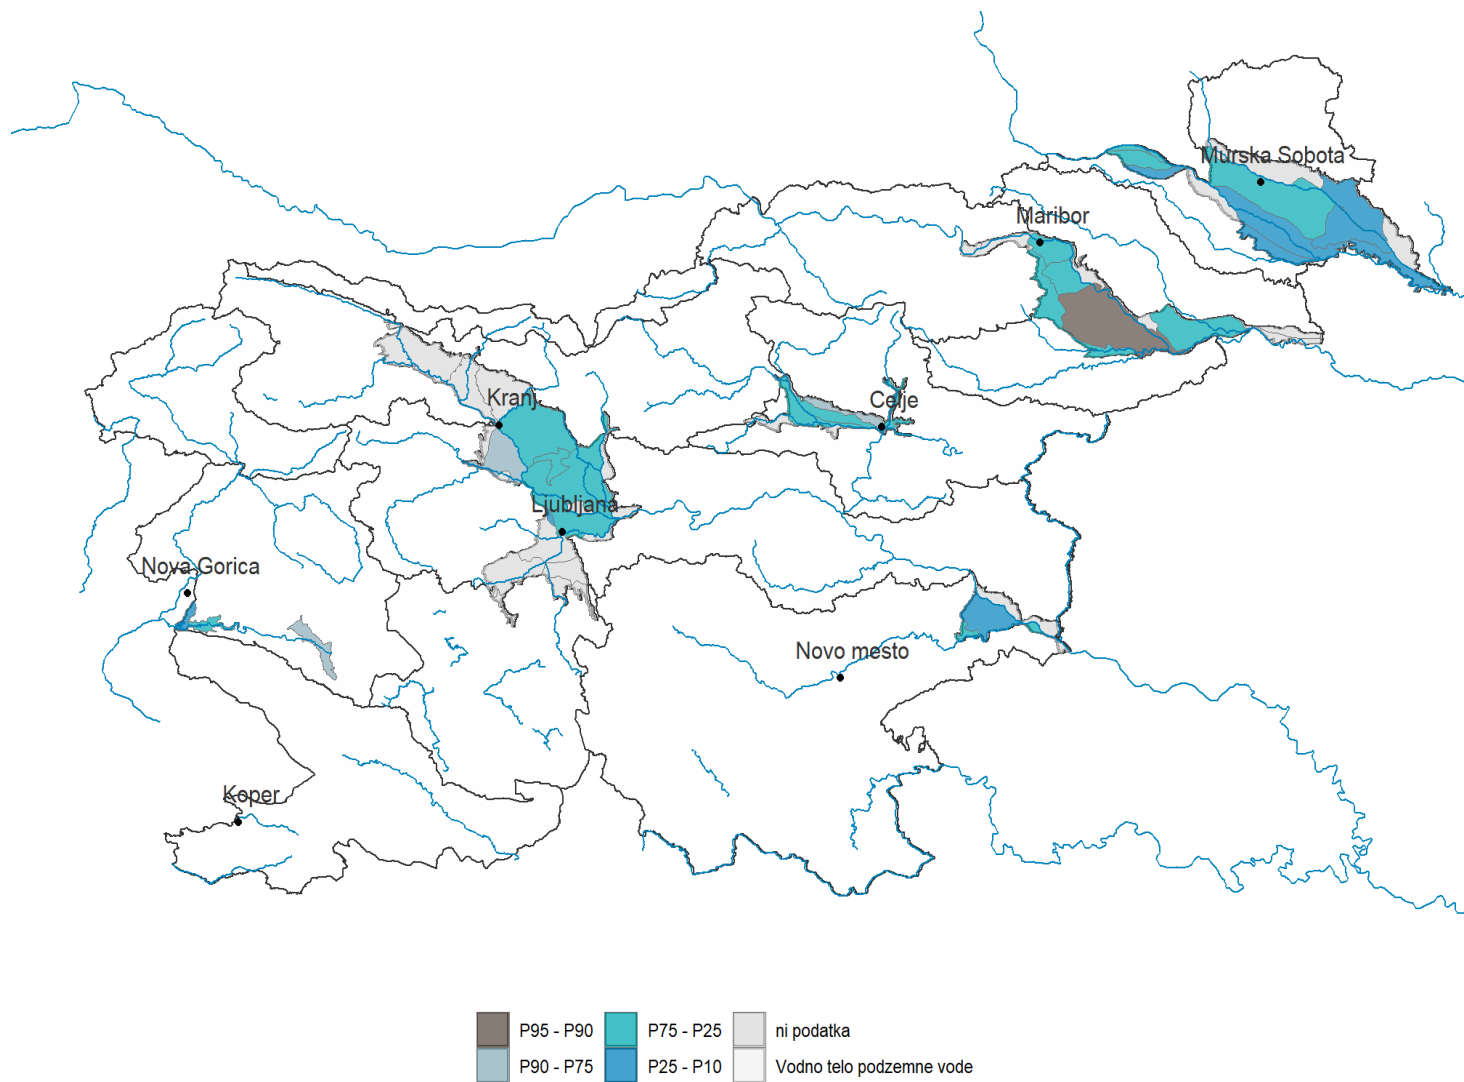 Murska Sobota
Maribor
Kranj
Celje
Ljubljana
Nova Gorica
Novo mesto
Koper
P95 - P90
P75 - P25
ni podatka
P90 - P75
P25 - P10
Vodno telo podzemne vode